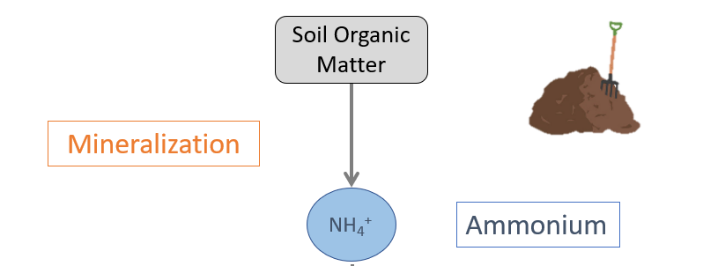 Soil Organic
Matter
Mineralization
NH₄⁺
Ammonium